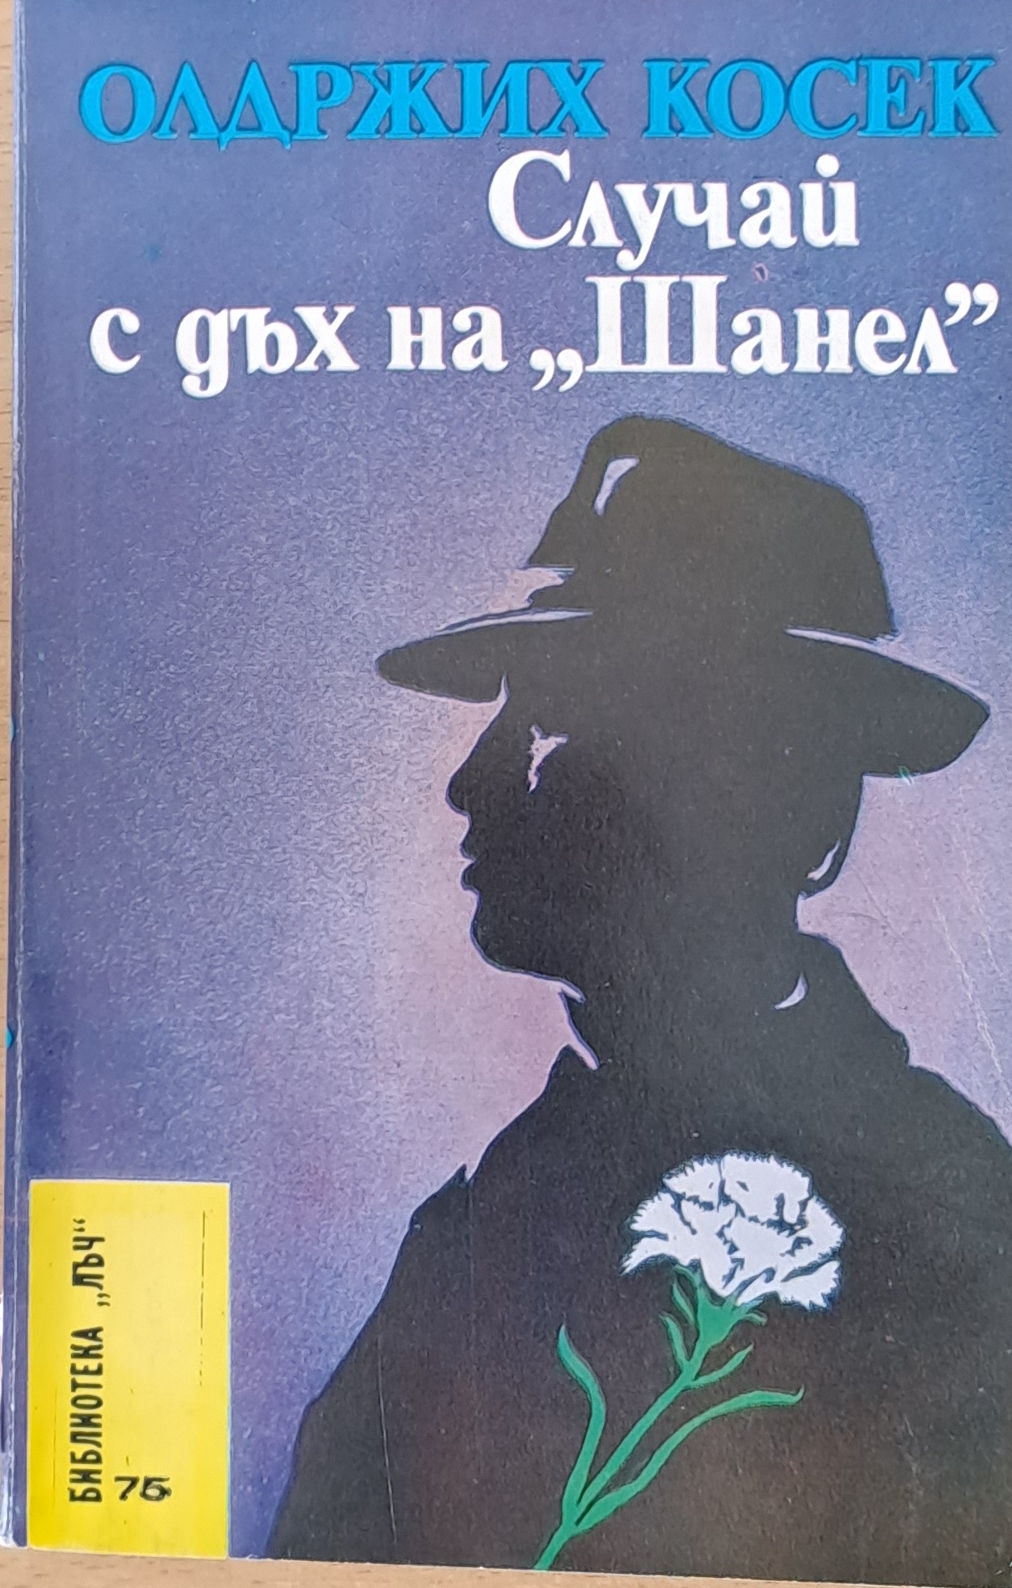 ОЛДРЖИХ КОСЕК
Случай
с дъх на „Шанел”
БИБЛИОТЕКА „ЛЪЧ“
75